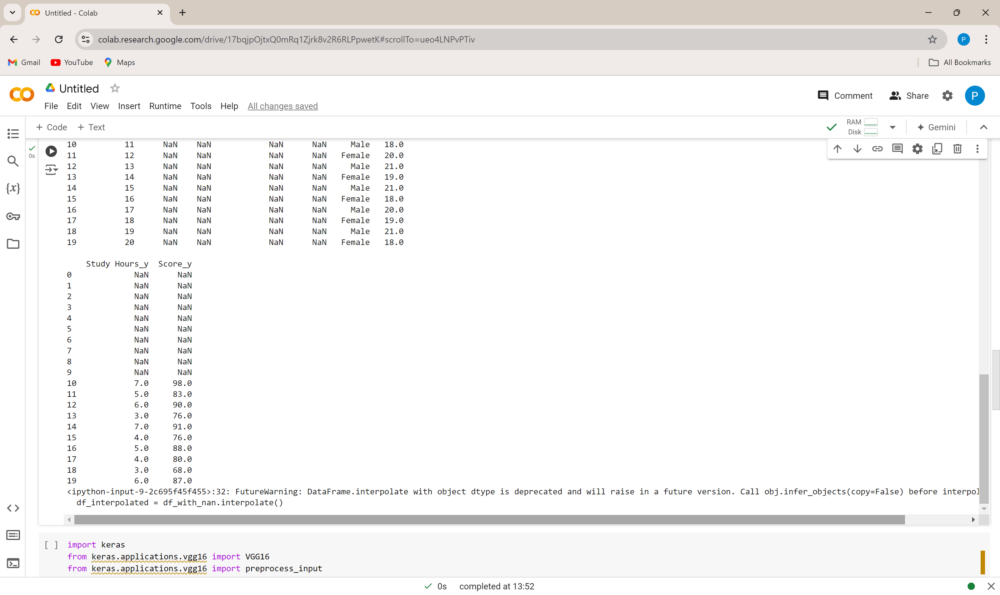 Untitled - Colab
colab.research.google.com/drive/17bqjpOjtxQ0mRq1Zjrk8v2R6RLPpwetK#scrollTo=ueo4LNPvPTiv
P
Gmail YouTube Maps All Bookmarks
Untitled
Comment Share P
File Edit View Insert Runtime Tools Help All changes saved
+ Code + Text RAM Disk Gemini
0s
{x}
10 11 NaN NaN NaN NaN Male 18.0
11 12 NaN NaN NaN NaN Female 20.0
12 13 NaN NaN NaN NaN Male 21.0
13 14 NaN NaN NaN NaN Female 19.0
14 15 NaN NaN NaN NaN Male 21.0
15 16 NaN NaN NaN NaN Female 18.0
16 17 NaN NaN NaN NaN Male 20.0
17 18 NaN NaN NaN NaN Female 19.0
18 19 NaN NaN NaN NaN Male 21.0
19 20 NaN NaN NaN NaN Female 18.0
Study Hours_y Score_y
0 NaN NaN
1 NaN NaN
2 NaN NaN
3 NaN NaN
4 NaN NaN
5 NaN NaN
6 NaN NaN
7 NaN NaN
8 NaN NaN
9 NaN NaN
10 7.0 98.0
11 5.0 83.0
12 6.0 90.0
13 3.0 76.0
14 7.0 91.0
15 4.0 76.0
16 5.0 88.0
17 4.0 80.0
18 3.0 68.0
19 6.0 87.0
<ipython-input-9-2c695f45f455>:32: FutureWarning: DataFrame.interpolate with object dtype is deprecated and will raise in a future version. Call obj.infer_objects(copy=False) before interpol
df_interpolated = df_with_nan.interpolate()
[ ] import keras
from keras.applications.vgg16 import VGG16
from keras.applications.vgg16 import preprocess_input
0s completed at 13:52